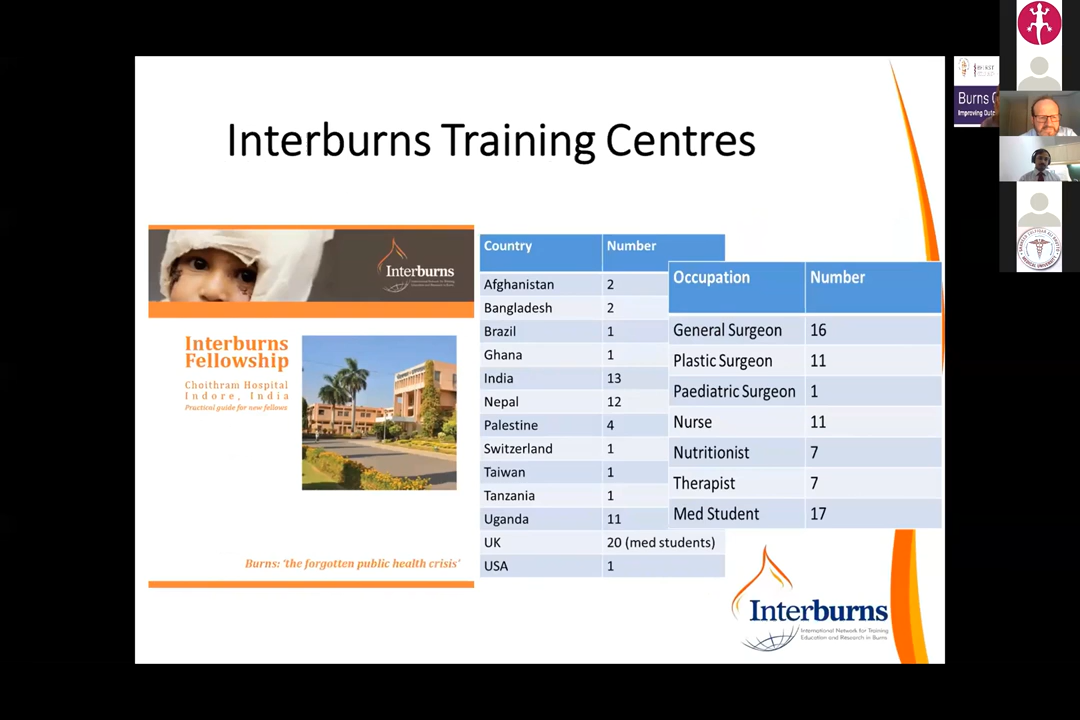 Interburns Training Centres
Interburns
Interburns
Fellowship
Choithram Hospital
Indore, India
Practical guide for new fellows
Burns: ‘the forgotten public health crisis’
Country Number
Afghanistan 2
Bangladesh 2
Brazil 1
Ghana 1
India 13
Nepal 12
Palestine 4
Switzerland 1
Taiwan 1
Tanzania 1
Uganda 11
UK 20 (med students)
USA 1
Occupation Number
General Surgeon 16
Plastic Surgeon 11
Paediatric Surgeon 1
Nurse 11
Nutritionist 7
Therapist 7
Med Student 17
Interburns
International Network for Training
Education and Research in Burns
Burns
Improving
MEDICAL UNIVERSITY